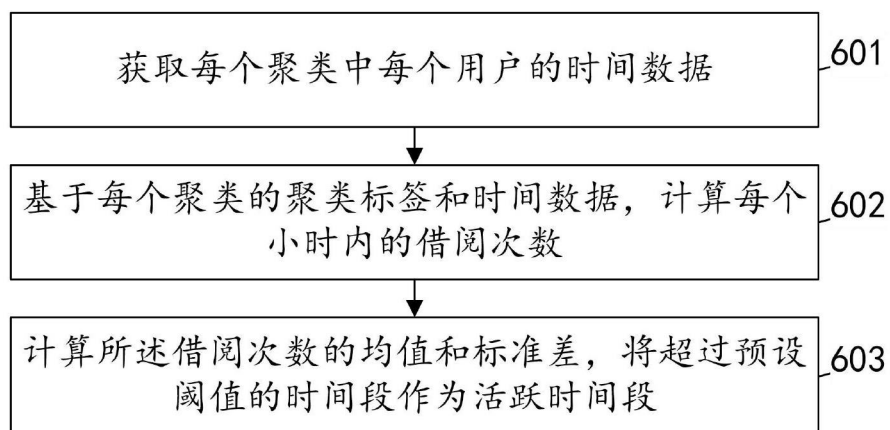 获取每个聚类中每个用户的时间数据
601
基于每个聚类的聚类标签和时间数据，计算每个
小时内的借阅次数
602
计算所述借阅次数的均值和标准差，将超过预设
阈值的时间段作为活跃时间段
603